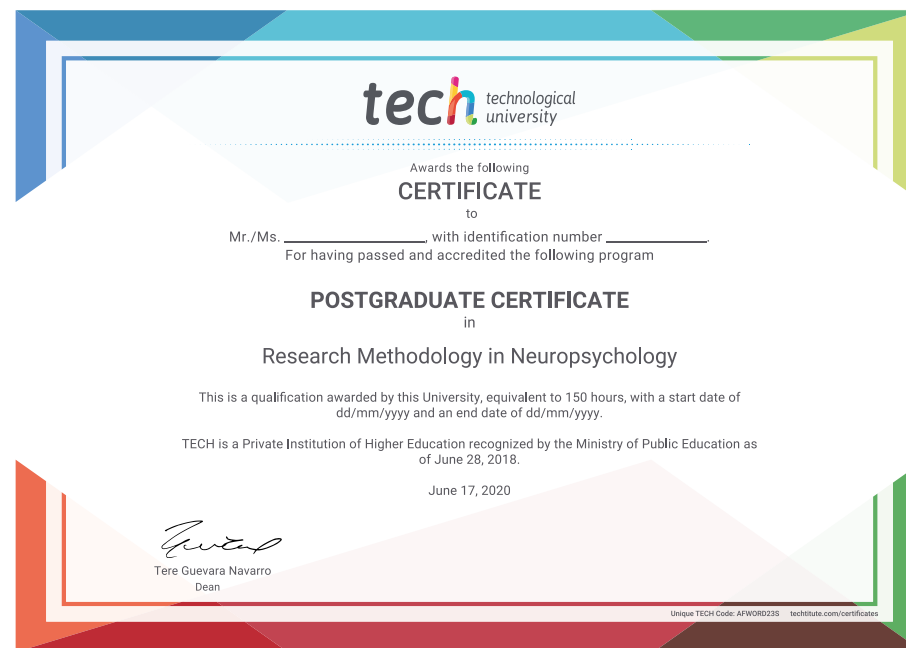 tech technological
university
Awards the following
CERTIFICATE
to
Mr./Ms. ________________, with identification number ____________.
For having passed and accredited the following program
POSTGRADUATE CERTIFICATE
in
Research Methodology in Neuropsychology
This is a qualification awarded by this University, equivalent to 150 hours, with a start date of
dd/mm/yyyy and an end date of dd/mm/yyyy.
TECH is a Private Institution of Higher Education recognized by the Ministry of Public Education as
of June 28, 2018.
June 17, 2020
Tere Guevara Navarro
Dean
Unique TECH Code: AFWORD23S techtitute.com/certificates